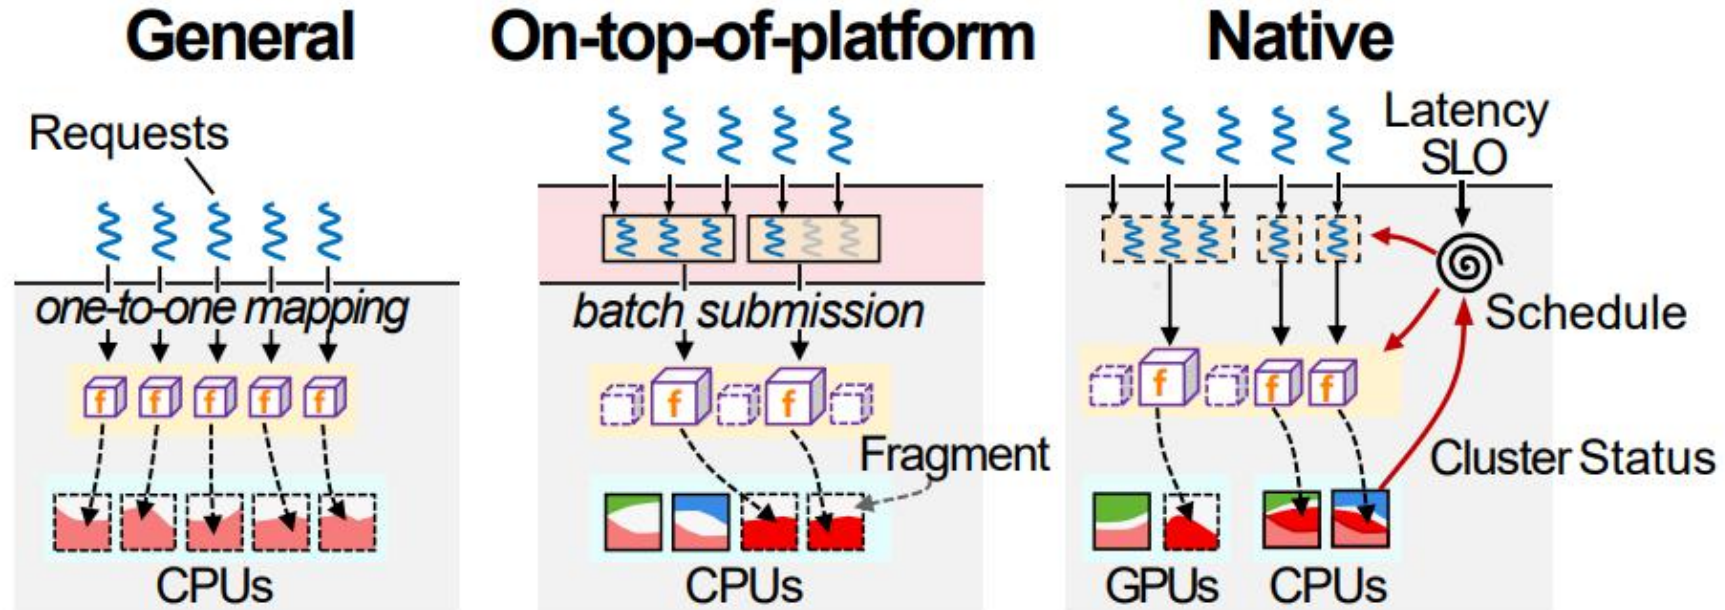 General
On-top-of-platform
Native
Requests
Latency
SLO
one-to-one mapping
batch submission
Schedule
f f f f f
f f
f f f
Fragment
Cluster Status
CPUs
CPUs
GPUs
CPUs